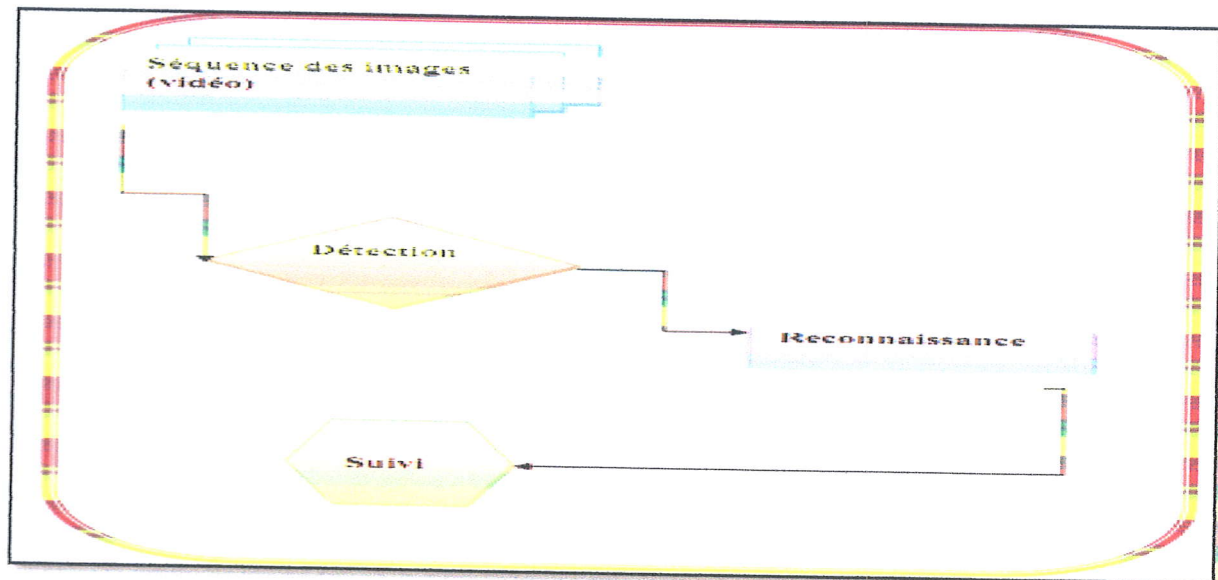 Séquence des images
(vidéo)
Détection
Reconnaissance
Suivi